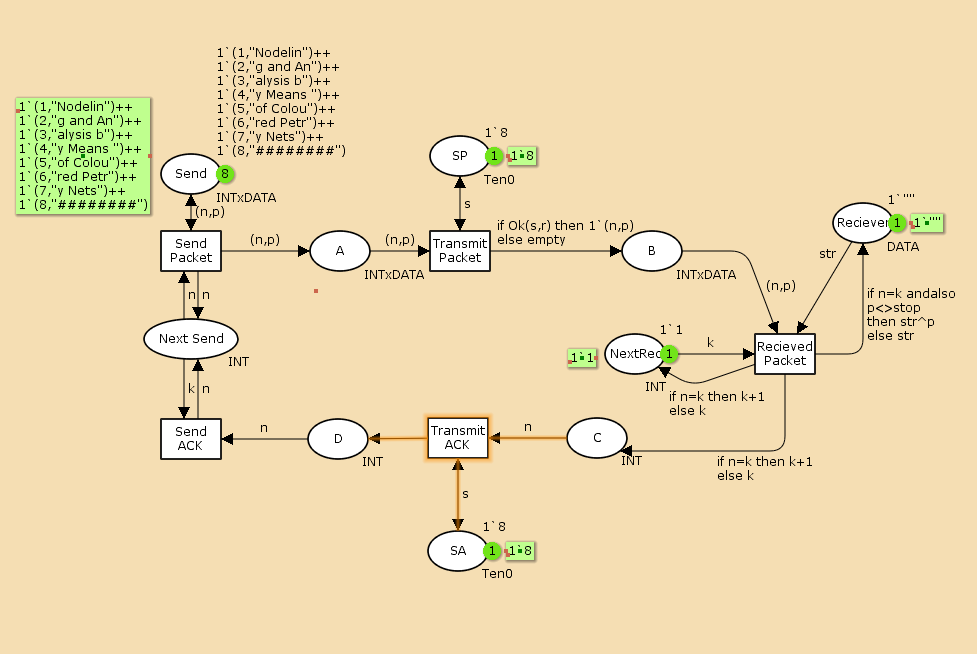 1`(1,"Nodelin")++
1`(2,"g and An")++
1`(3,"alysis b")++
1`(4,"y Means ")++
1`(5,"of Colou")++
1`(6,"red Petr")++
1`(7,"y Nets")++
1`(8,"########")
1`(1,"Nodelin")++
1`(2,"g and An")++
1`(3,"alysis b")++
1`(4,"y Means ")++
1`(5,"of Colou")++
1`(6,"red Petr")++
1`(7,"y Nets")++
1`(8,"########")
Send
8
INTxDATA
(n,p)
1`8
SP
1
1`8
Ten0
s
Send
Packet
(n,p)
A
INTxDATA
(n,p)
Transmit
Packet
if Ok(s,r) then 1`(n,p)
else empty
B
INTxDATA
(n,p)
1`""
Reciever
1
1`""
DATA
str
if n=k andalso
p<>stop
then str^p
else str
n
n
Next Send
INT
k
n
1`1
1`1
NextRec
1
INT
k
if n=k then k+1
else k
Recieved
Packet
Send
ACK
n
D
INT
Transmit
ACK
n
C
INT
if n=k then k+1
else k
s
1`8
SA
1
1`8
Ten0